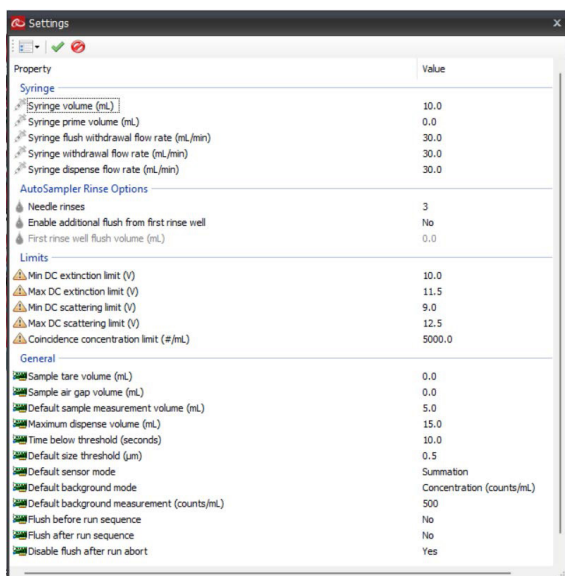 Settings x
Property Value
Syringe
Syringe volume (mL) 10.0
Syringe prime volume (mL) 0.0
Syringe flush withdrawal flow rate (mL/min) 30.0
Syringe withdrawal flow rate (mL/min) 30.0
Syringe dispense flow rate (mL/min) 30.0
AutoSampler Rinse Options
Needle rinses 3
Enable additional flush from first rinse well No
First rinse well flush volume (mL) 0.0
Limits
Min DC extinction limit (V) 10.0
Max DC extinction limit (V) 11.5
Min DC scattering limit (V) 9.0
Max DC scattering limit (V) 12.5
Coincidence concentration limit (#/mL) 5000.0
General
Sample tare volume (mL) 0.0
Sample air gap volume (mL) 0.0
Default sample measurement volume (mL) 5.0
Maximum dispense volume (mL) 15.0
Time below threshold (seconds) 10.0
Default size threshold (µm) 0.5
Default sensor mode Summation
Default background mode Concentration (counts/mL)
Default background measurement (counts/mL) 500
Flush before run sequence No
Flush after run sequence No
Disable flush after run abort Yes